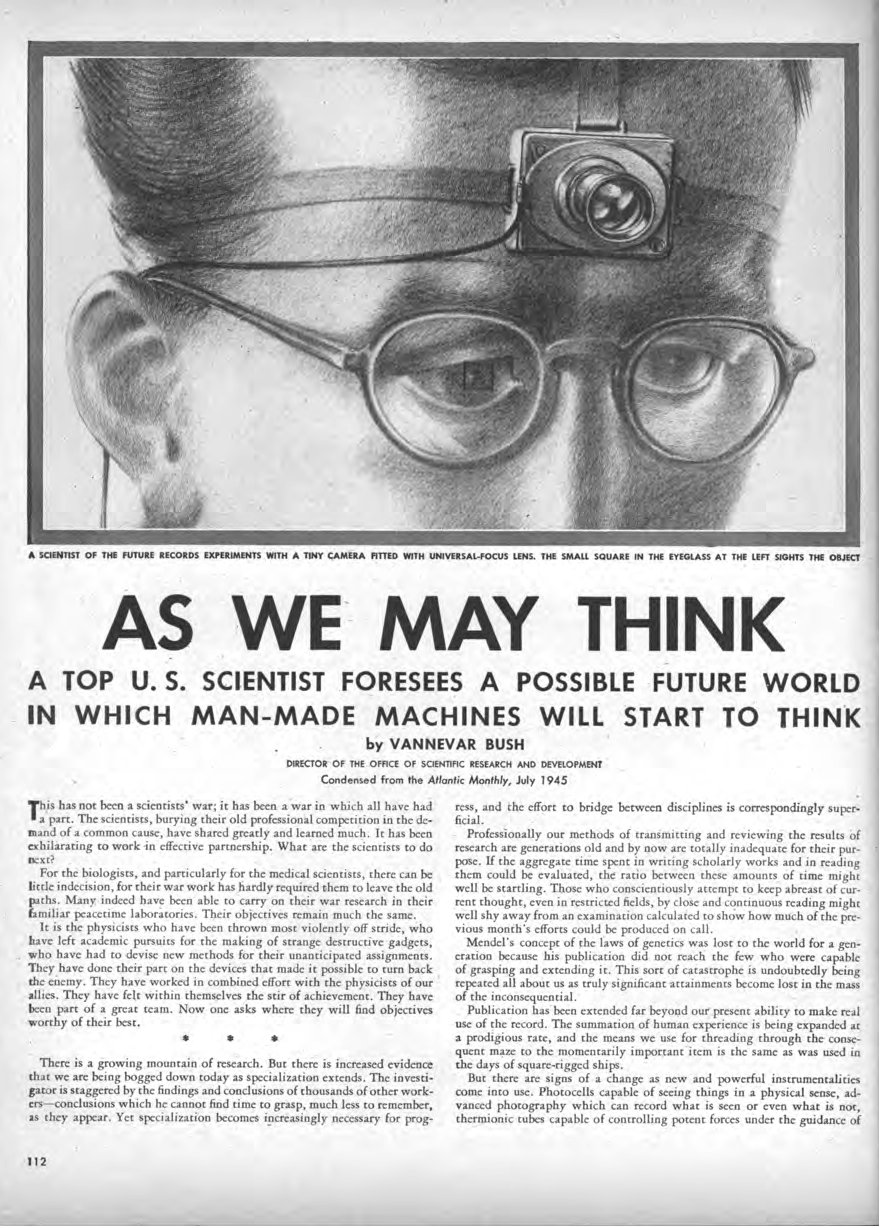 A SCIENTIST OF THE FUTURE RECORDS EXPERIMENTS WITH A TINY CAMERA FITTED WITH UNIVERSAL-FOCUS LENS. THE SMALL SQUARE IN THE EYEGLASS AT THE LEFT SIGHTS THE OBJECT
AS WE MAY THINK
A TOP U. S. SCIENTIST FORESEES A POSSIBLE FUTURE WORLD
IN WHICH MAN-MADE MACHINES WILL START TO THINK
by VANNEVAR BUSH
DIRECTOR OF THE OFFICE OF SCIENTIFIC RESEARCH AND DEVELOPMENT
Condensed from the Atlantic Monthly, July 1945
This has not been a scientists' war; it has been a war in which all have had
a part. The scientists, burying their old professional competition in the de-
mand of a common cause, have shared greatly and learned much. It has been
exhilarating to work in effective partnership. What are the scientists to do
next?
For the biologists, and particularly for the medical scientists, there can be
little indecision, for their war work has hardly required them to leave the old
paths. Many indeed have been able to carry on their war research in their
familiar peacetime laboratories. Their objectives remain much the same.
It is the physicists who have been thrown most violently off stride, who
have left academic pursuits for the making of strange destructive gadgets,
who have had to devise new methods for their unanticipated assignments.
They have done their part on the devices that made it possible to turn back
the enemy. They have worked in combined effort with the physicists of our
allies. They have felt within themselves the stir of achievement. They have
been part of a great team. Now one asks where they will find objectives
worthy of their best.
* * *
There is a growing mountain of research. But there is increased evidence
that we are being bogged down today as specialization extends. The investi-
gator is staggered by the findings and conclusions of thousands of other work-
ers—conclusions which he cannot find time to grasp, much less to remember,
as they appear. Yet specialization becomes increasingly necessary for prog-
ress, and the effort to bridge between disciplines is correspondingly super-
ficial.
Professionally our methods of transmitting and reviewing the results of
research are generations old and by now are totally inadequate for their pur-
pose. If the aggregate time spent in writing scholarly works and in reading
them could be evaluated, the ratio between these amounts of time might
well be startling. Those who conscientiously attempt to keep abreast of cur-
rent thought, even in restricted fields, by close and continuous reading might
well shy away from an examination calculated to show how much of the pre-
vious month's efforts could be produced on call.
Mendel's concept of the laws of genetics was lost to the world for a gen-
eration because his publication did not reach the few who were capable
of grasping and extending it. This sort of catastrophe is undoubtedly being
repeated all about us as truly significant attainments become lost in the mass
of the inconsequential.
Publication has been extended far beyond our present ability to make real
use of the record. The summation of human experience is being expanded at
a prodigious rate, and the means we use for threading through the conse-
quent maze to the momentarily important item is the same as was used in
the days of square-rigged ships.
But there are signs of a change as new and powerful instrumentalities
come into use. Photocells capable of seeing things in a physical sense, ad-
vanced photography which can record what is seen or even what is not,
thermionic tubes capable of controlling potent forces under the guidance of
112